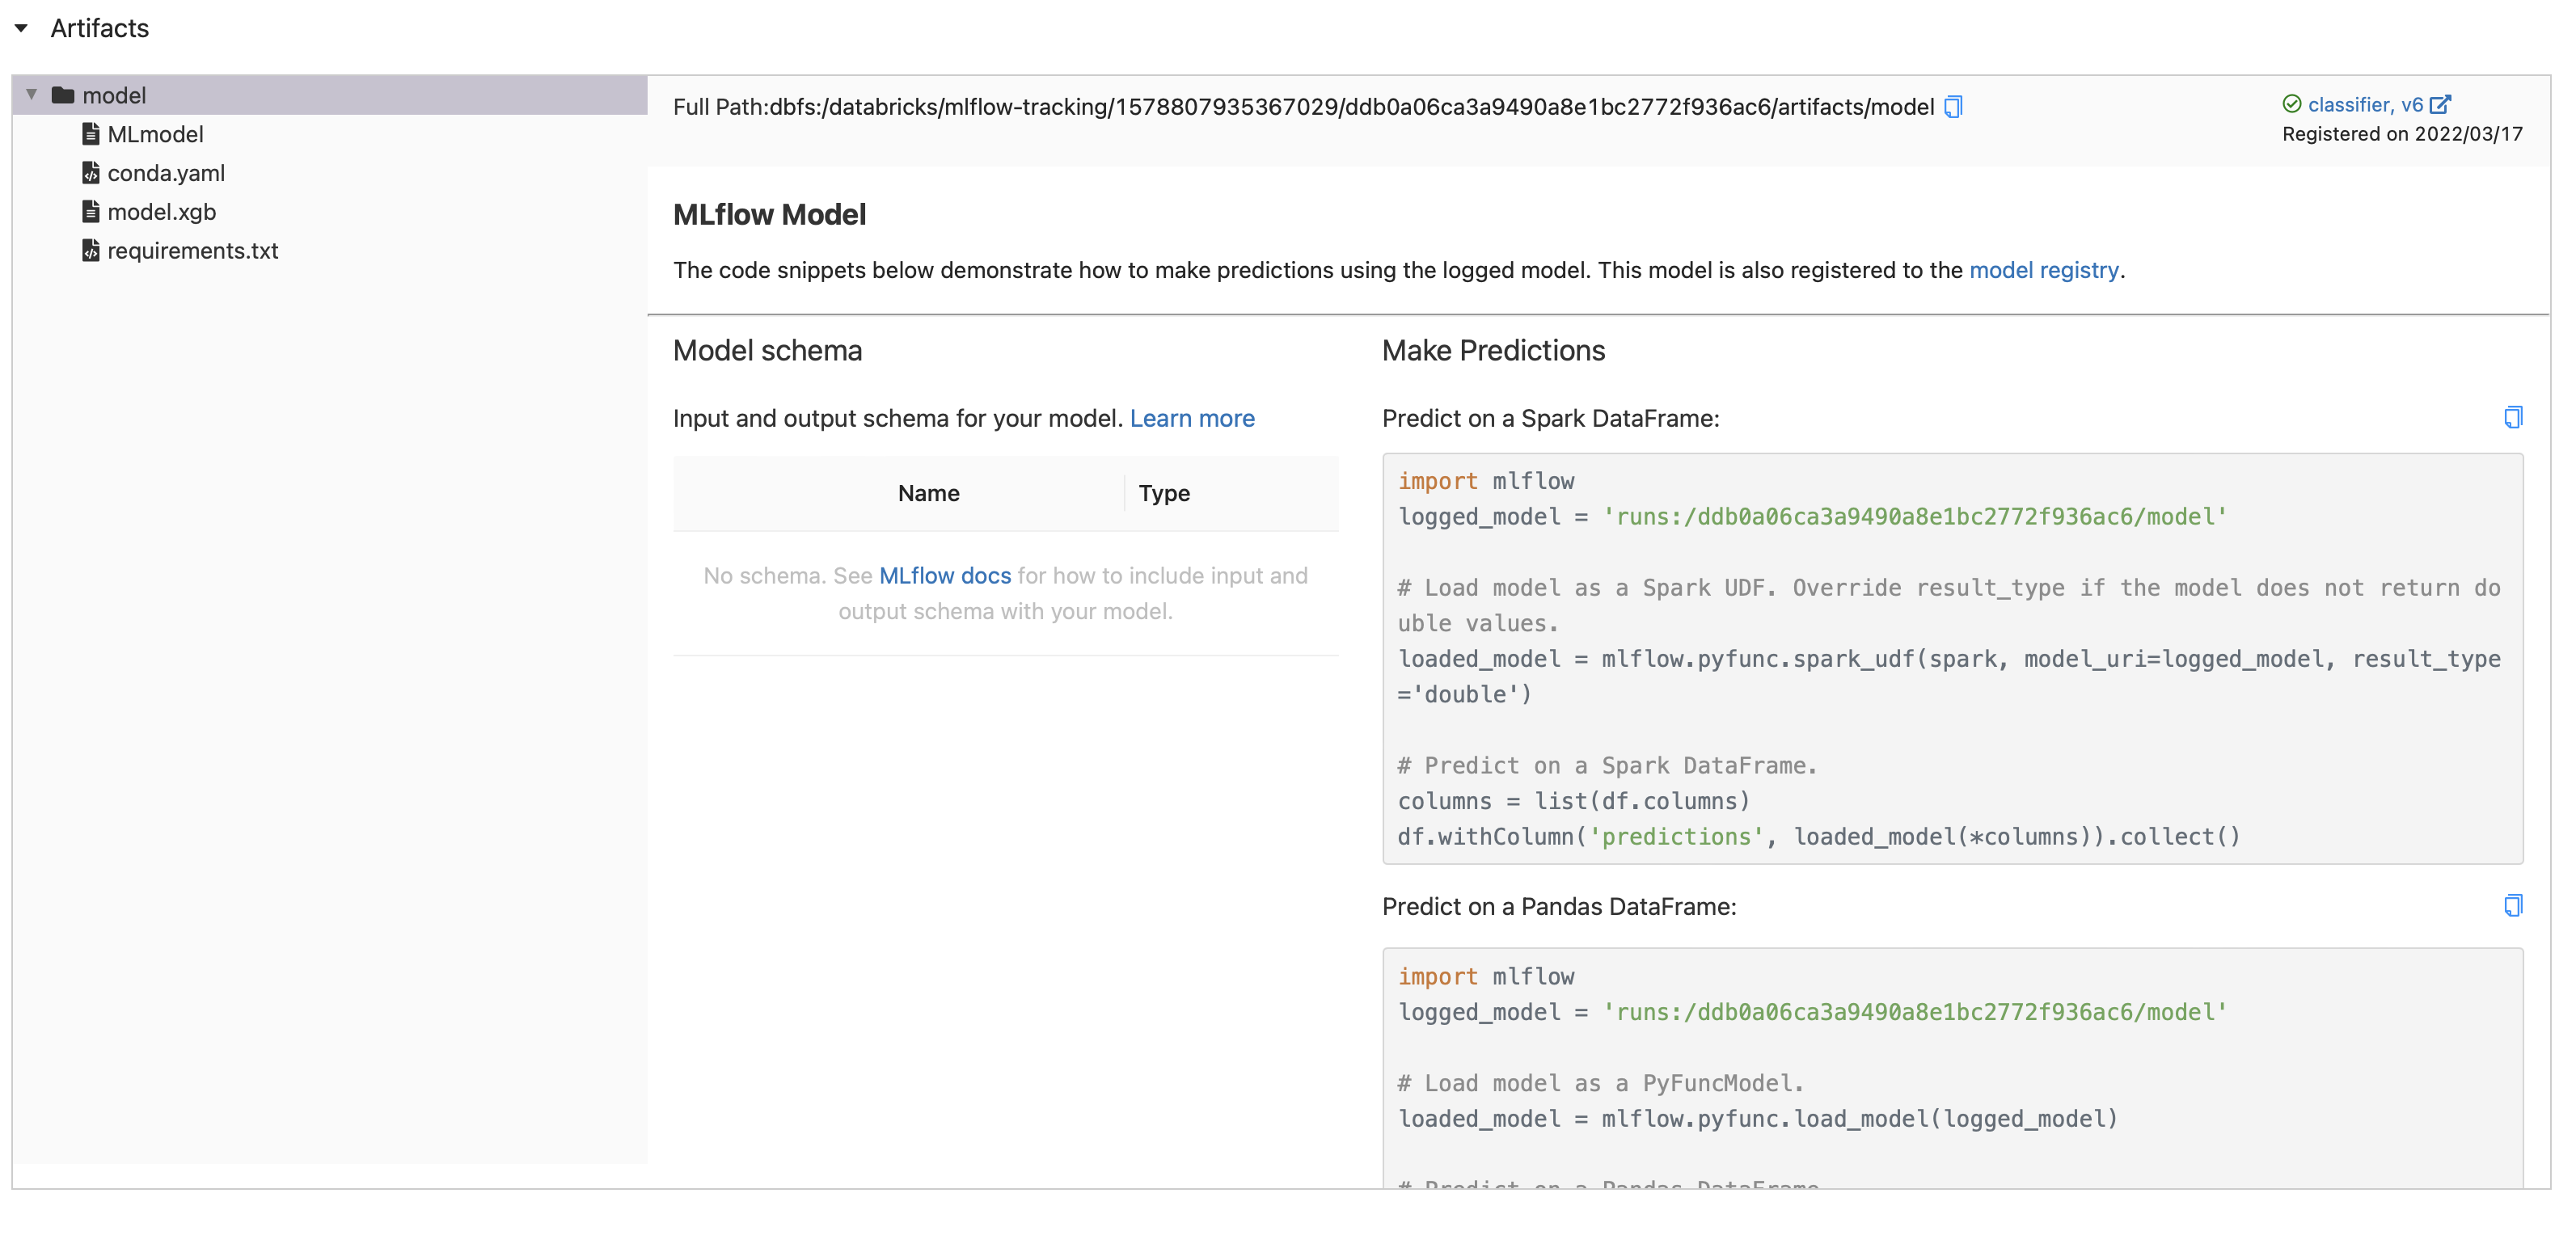 Artifacts
model
MLmodel
conda.yaml
model.xgb
requirements.txt
Full Path:dbfs:/databricks/mlflow-tracking/1578807935367029/ddb0a06ca3a9490a8e1bc2772f936ac6/artifacts/model
classifier, v6
Registered on 2022/03/17
MLflow Model
The code snippets below demonstrate how to make predictions using the logged model. This model is also registered to the model registry.
Model schema
Input and output schema for your model. Learn more
Name Type
No schema. See MLflow docs for how to include input and
output schema with your model.
Make Predictions
Predict on a Spark DataFrame:
import mlflow
logged_model = 'runs:/ddb0a06ca3a9490a8e1bc2772f936ac6/model'
# Load model as a Spark UDF. Override result_type if the model does not return do
uble values.
loaded_model = mlflow.pyfunc.spark_udf(spark, model_uri=logged_model, result_type
='double')
# Predict on a Spark DataFrame.
columns = list(df.columns)
df.withColumn('predictions', loaded_model(*columns)).collect()
Predict on a Pandas DataFrame:
import mlflow
logged_model = 'runs:/ddb0a06ca3a9490a8e1bc2772f936ac6/model'
# Load model as a PyFuncModel.
loaded_model = mlflow.pyfunc.load_model(logged_model)
# Predict on a Pandas DataFrame